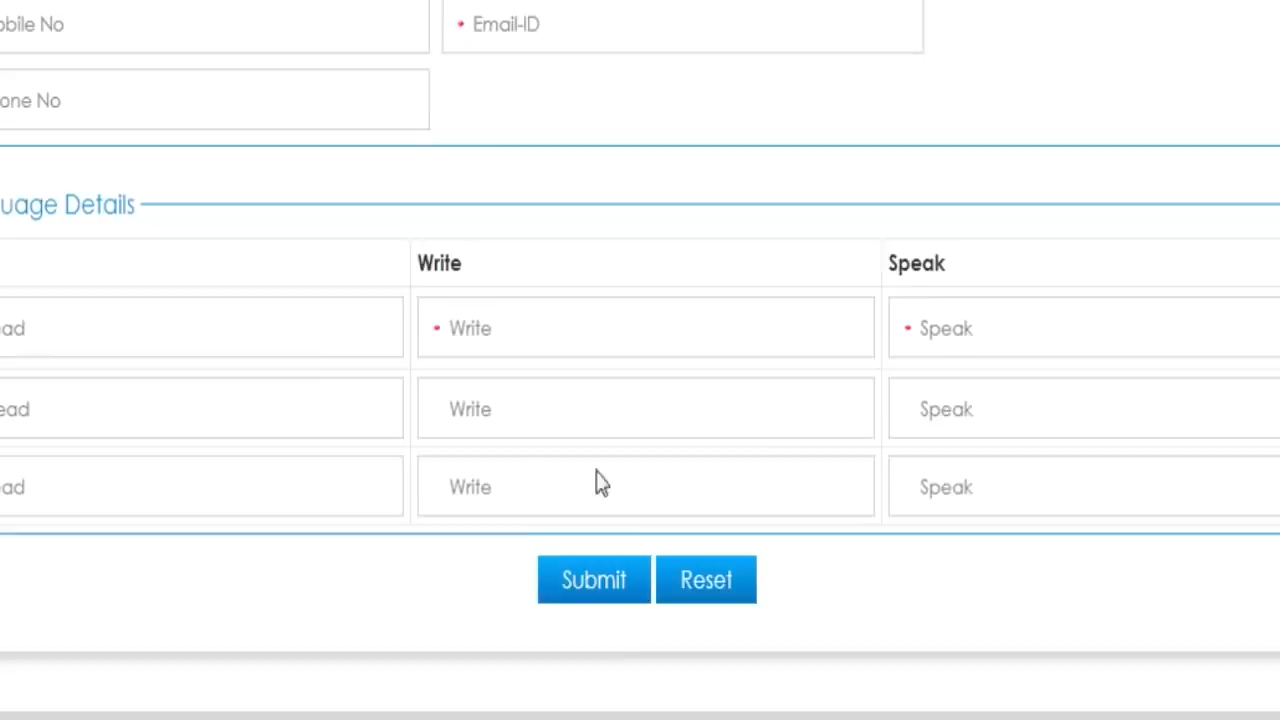 obile No • Email-ID
one No
uage Details
Write Speak
ad • Write • Speak
ead Write Speak
ad Write Speak
Submit Reset